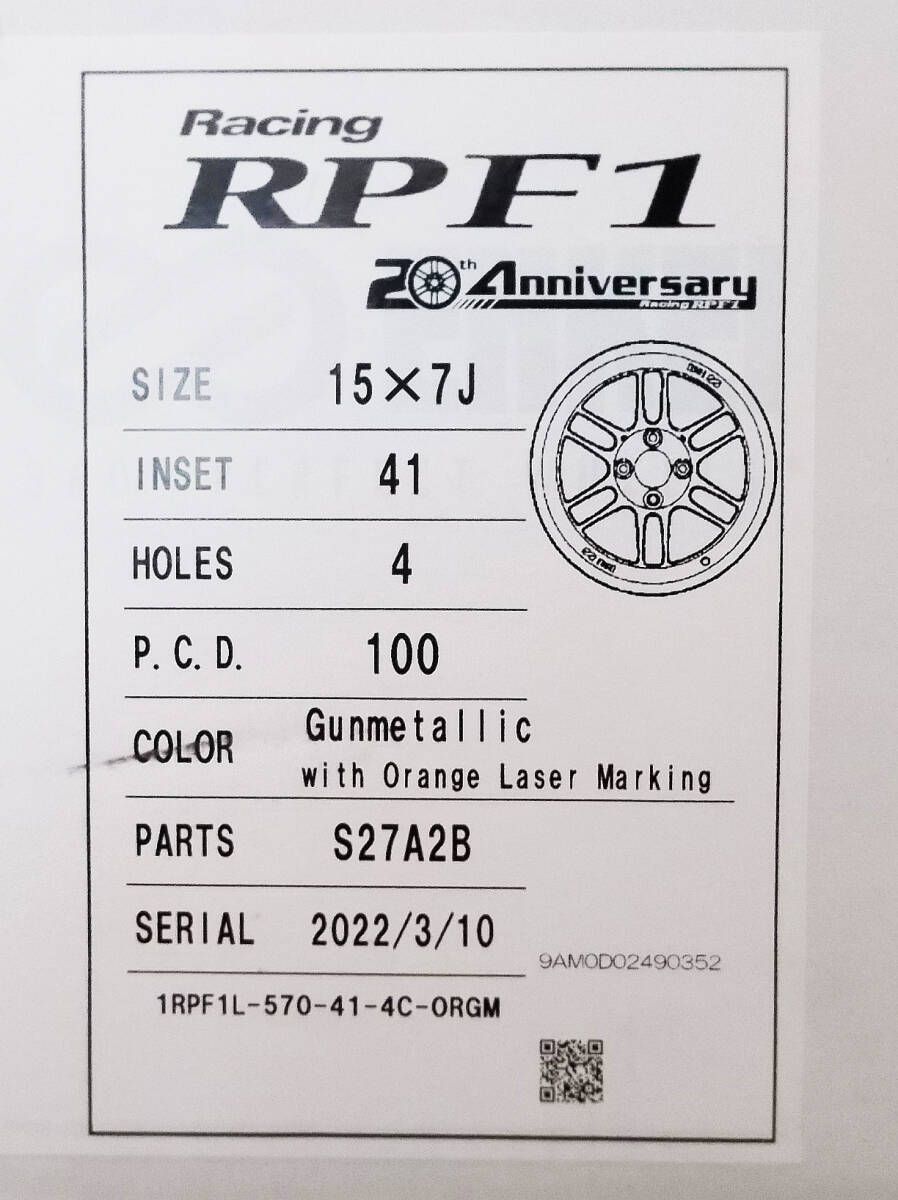 Racing
RPF1
20th Anniversary
Racing RPF1
SIZE 15×7J
INSET 41
HOLES 4
P.C.D. 100
COLOR Gunmetallic
with Orange Laser Marking
PARTS S27A2B
SERIAL 2022/3/10
9AM0D02490352
1RPF1L-570-41-4C-ORGM